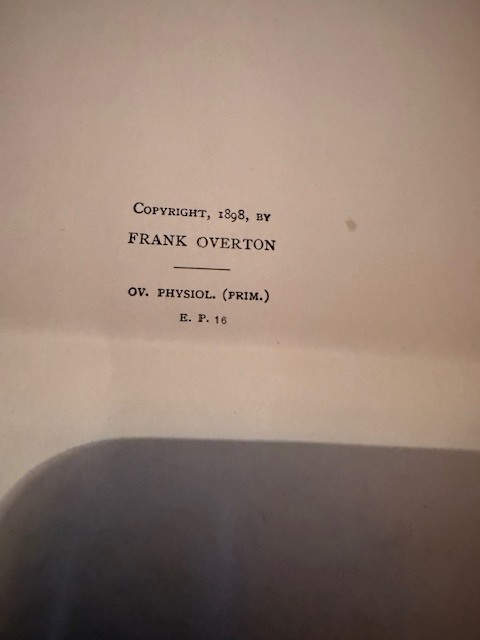 Copyright, 1898, by
FRANK OVERTON
OV. PHYSIOL. (PRIM.)
E. P. 16